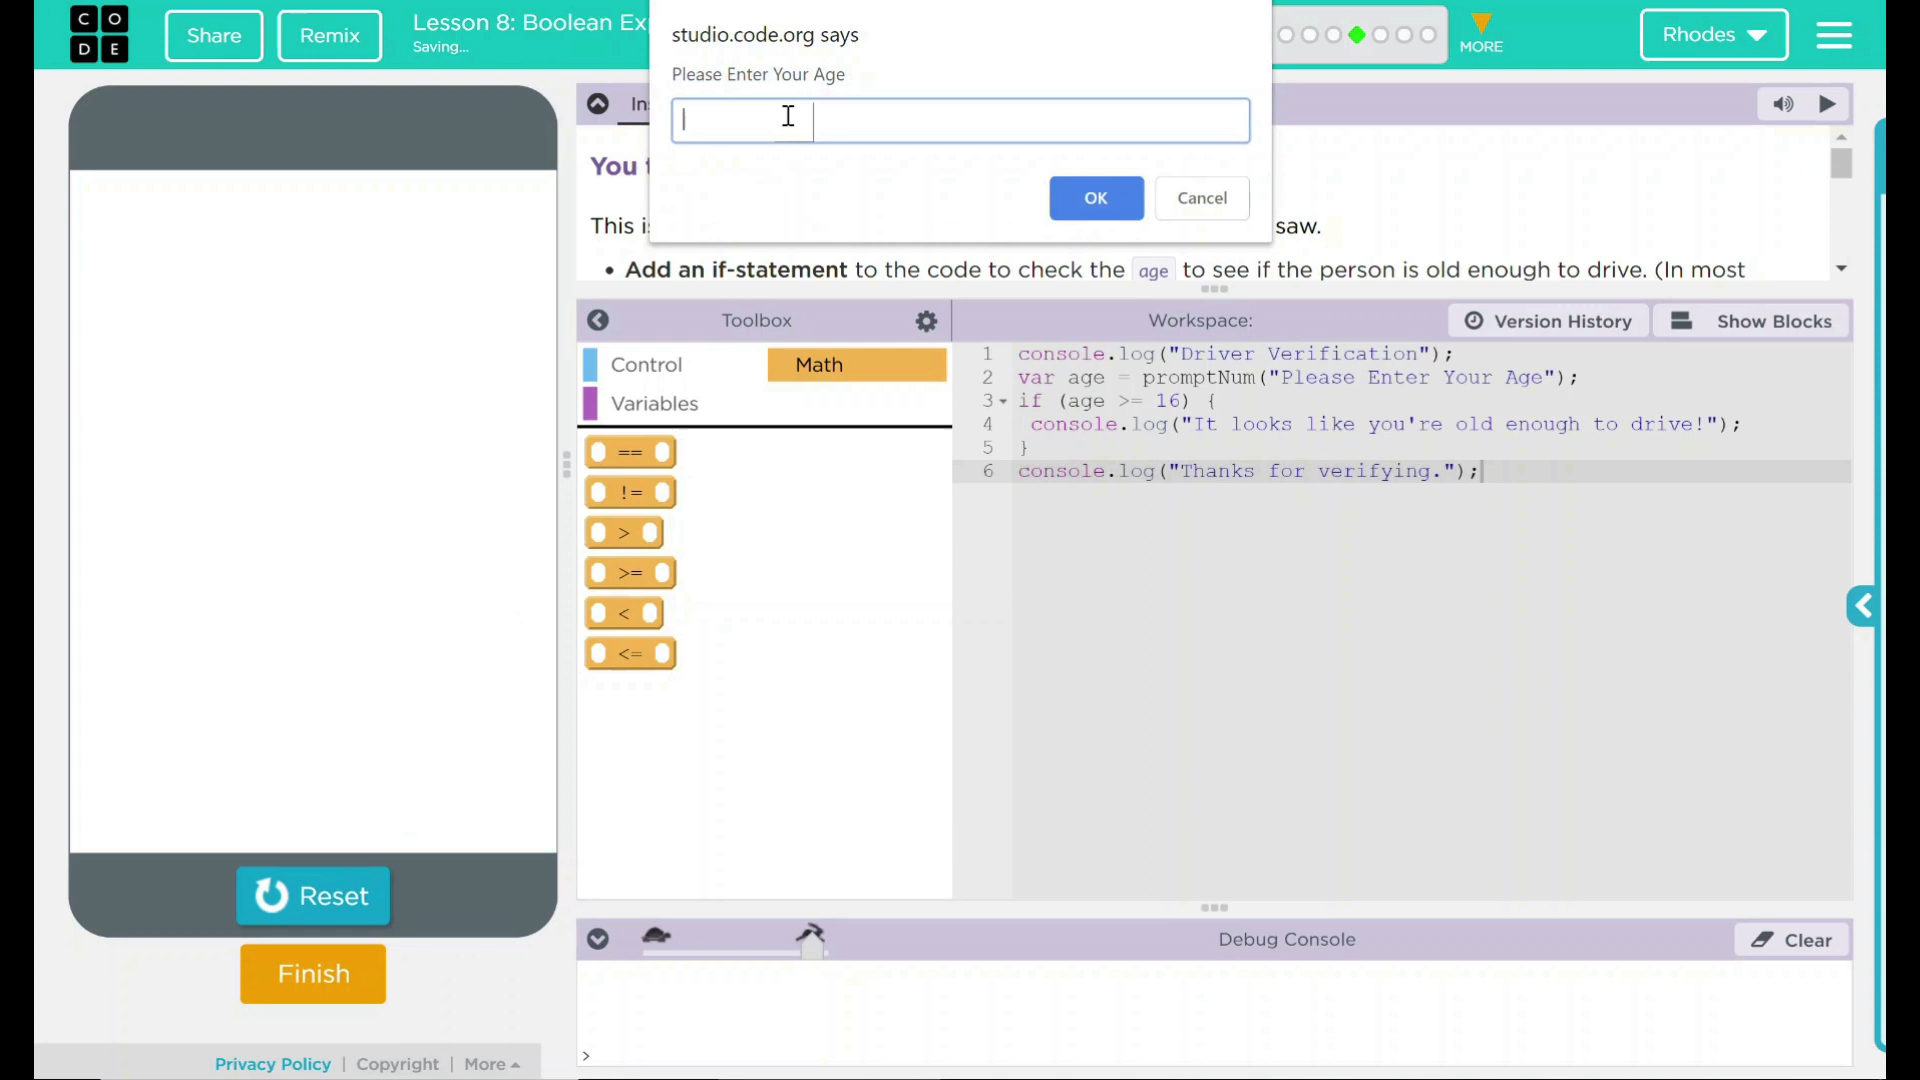 C O
D E
Share
Remix
Lesson 8: Boolean Ex
Saving...
MORE
Rhodes
studio.code.org says
Please Enter Your Age
OK
Cancel
In
You
This i
saw.
• Add an if-statement to the code to check the age to see if the person is old enough to drive. (In most
Toolbox
Workspace:
Version History
Show Blocks
Control
Math
Variables
==
!=
>
>=
<
<=
1 console.log("Driver Verification");
2 var age = promptNum("Please Enter Your Age");
3 if (age >= 16) {
4 console.log("It looks like you're old enough to drive!");
5 }
6 console.log("Thanks for verifying.");
Reset
Finish
Debug Console
Clear
>
Privacy Policy | Copyright | More